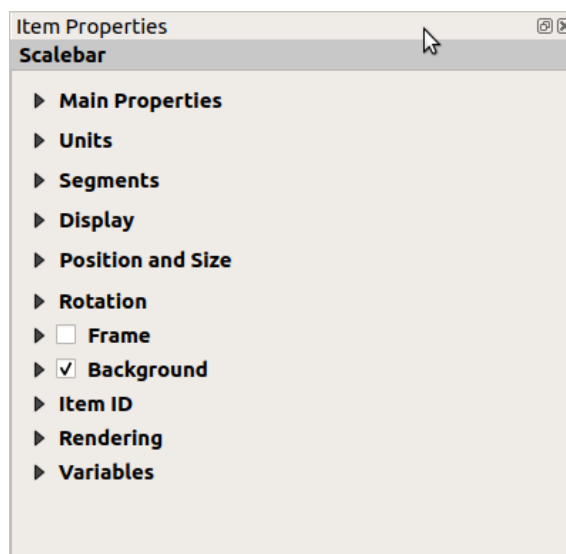 Item Properties
Scalebar
Main Properties
Units
Segments
Display
Position and Size
Rotation
Frame
Background
Item ID
Rendering
Variables